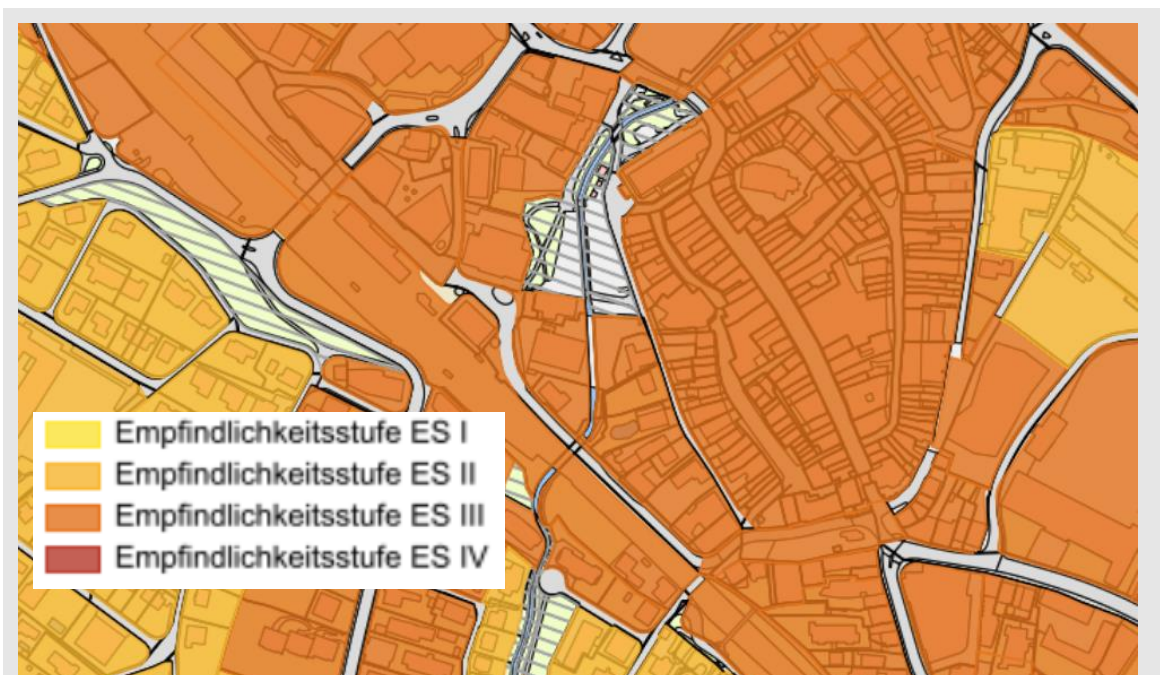 Empfindlichkeitsstufe ES I
Empfindlichkeitsstufe ES II
Empfindlichkeitsstufe ES III
Empfindlichkeitsstufe ES IV